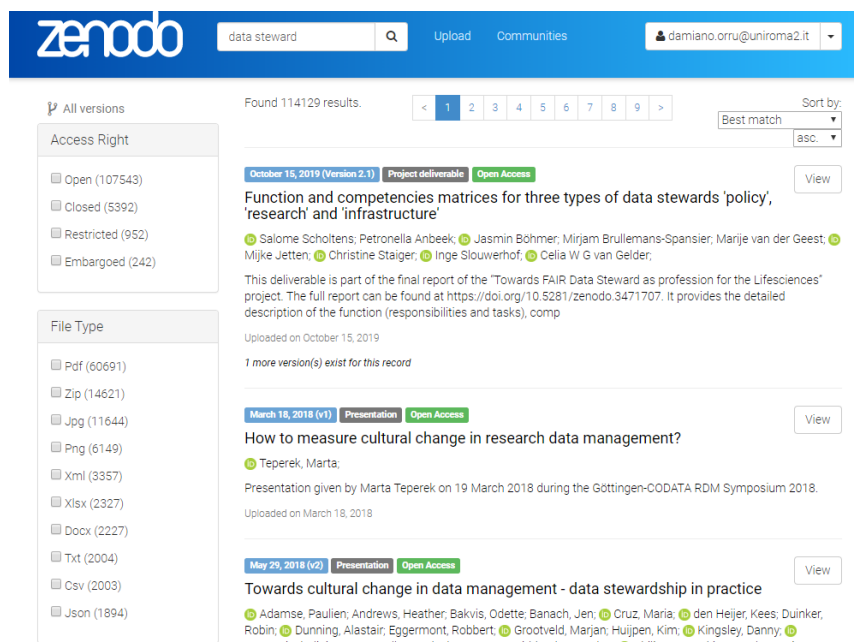 zenodo
data steward
Upload
Communities
damiano.orru@uniroma2.it
All versions
Access Right
Open (107543)
Closed (5392)
Restricted (952)
Embargoed (242)
File Type
Pdf (60691)
Zip (14621)
Jpg (11644)
Png (6149)
Xml (3357)
Xlsx (2327)
Docx (2227)
Txt (2004)
Csv (2003)
Json (1894)
Found 114129 results.
< 1 2 3 4 5 6 7 8 9 >
Sort by:
Best match
asc.
October 15, 2019 (Version 2.1) Project deliverable Open Access
View
Function and competencies matrices for three types of data stewards 'policy',
'research' and 'infrastructure'
Salome Scholtens; Petronella Anbeek; Jasmin Böhmer; Mirjam Brullemans-Spansier; Marije van der Geest;
Mijke Jetten; Christine Staiger; Inge Slouwerhof; Celia W G van Gelder;
This deliverable is part of the final report of the "Towards FAIR Data Steward as profession for the Lifesciences"
project. The full report can be found at https://doi.org/10.5281/zenodo.3471707. It provides the detailed
description of the function (responsibilities and tasks), comp
Uploaded on October 15, 2019
1 more version(s) exist for this record
March 18, 2018 (v1) Presentation Open Access
View
How to measure cultural change in research data management?
Teperek, Marta;
Presentation given by Marta Teperek on 19 March 2018 during the Göttingen-CODATA RDM Symposium 2018.
Uploaded on March 18, 2018
May 29, 2018 (v2) Presentation Open Access
View
Towards cultural change in data management - data stewardship in practice
Adamse, Paulien; Andrews, Heather; Bakvis, Odette; Banach, Jen; Cruz, Maria; den Heijer, Kees; Duinker,
Robin; Dunning, Alastair; Eggermont, Robbert; Grootveld, Marjan; Huijpen, Kim; Kingsley, Danny;